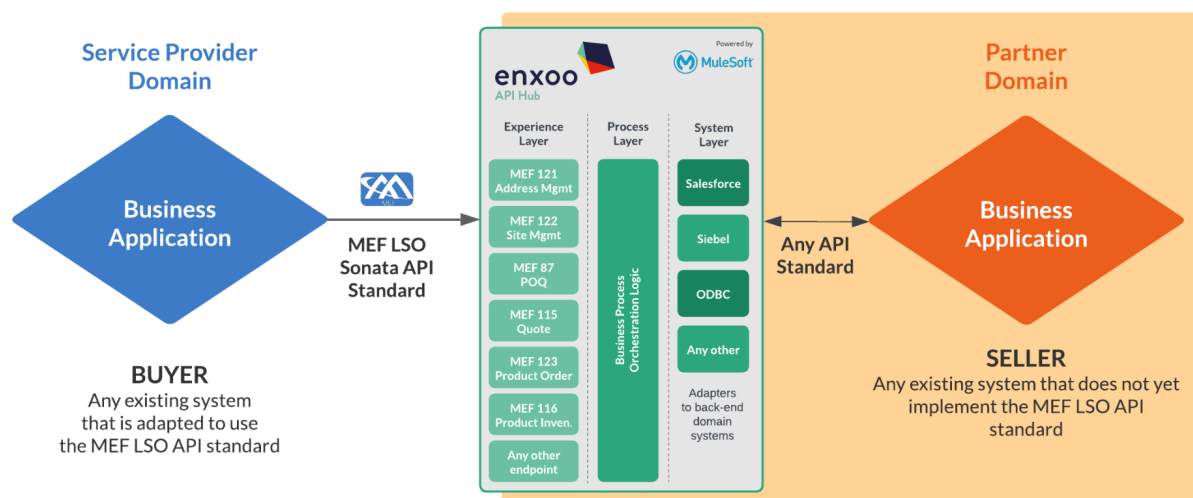 Service Provider
Domain
Business
Application
BUYER
Any existing system
that is adapted to use
the MEF LSO API standard
MEF
MEF LSO
Sonata API
Standard
enxoo
API Hub
Powered by
MuleSoft
Experience
Layer
MEF 121
Address Mgmt
MEF 122
Site Mgmt
MEF 87
POQ
MEF 115
Quote
MEF 123
Product Order
MEF 116
Product Inven.
Any other
endpoint
Process
Layer
Business Process
Orchestration Logic
System
Layer
Salesforce
Siebel
ODBC
Any other
Adapters
to back-end
domain
systems
Any API
Standard
Partner
Domain
Business
Application
SELLER
Any existing system that does not yet
implement the MEF LSO API
standard